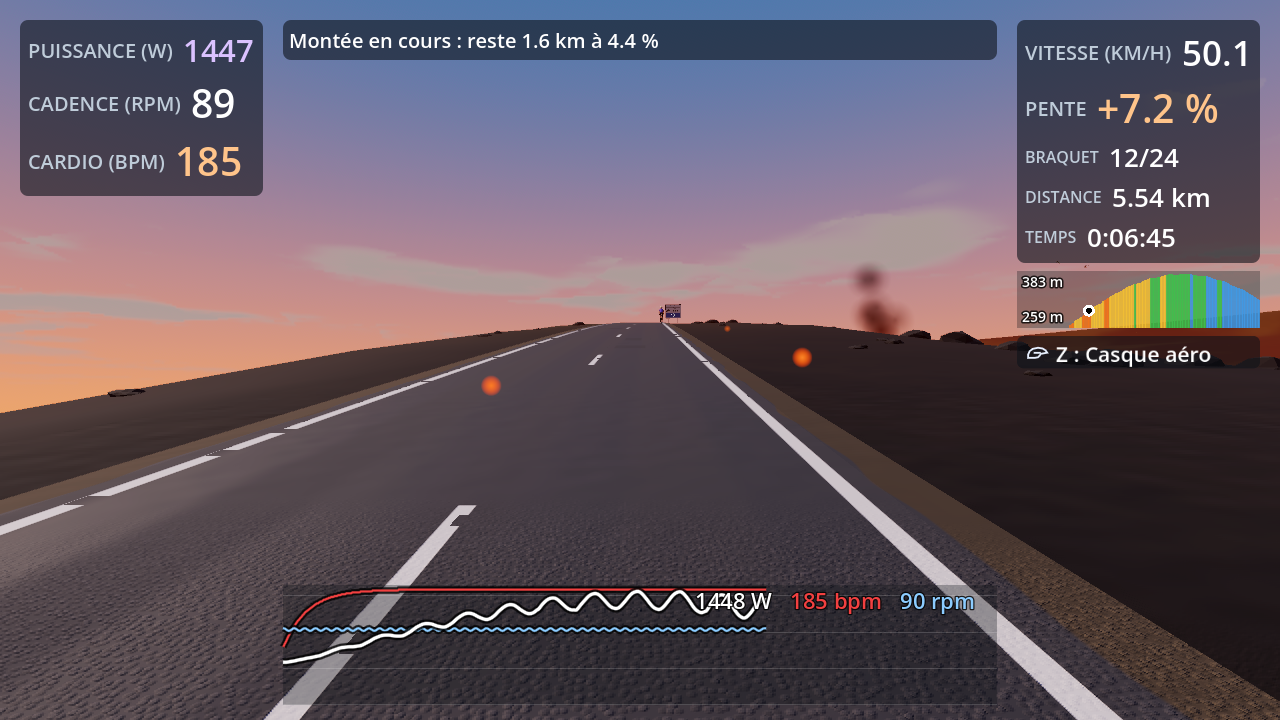 PUISSANCE (W) 1447
CADENCE (RPM) 89
CARDIO (BPM) 185
Montée en cours : reste 1.6 km à 4.4 %
VITESSE (KM/H) 50.1
PENTE +7.2 %
BRAQUET 12/24
DISTANCE 5.54 km
TEMPS 0:06:45
383 m
259 m
Z : Casque aéro
1448 W 185 bpm 90 rpm